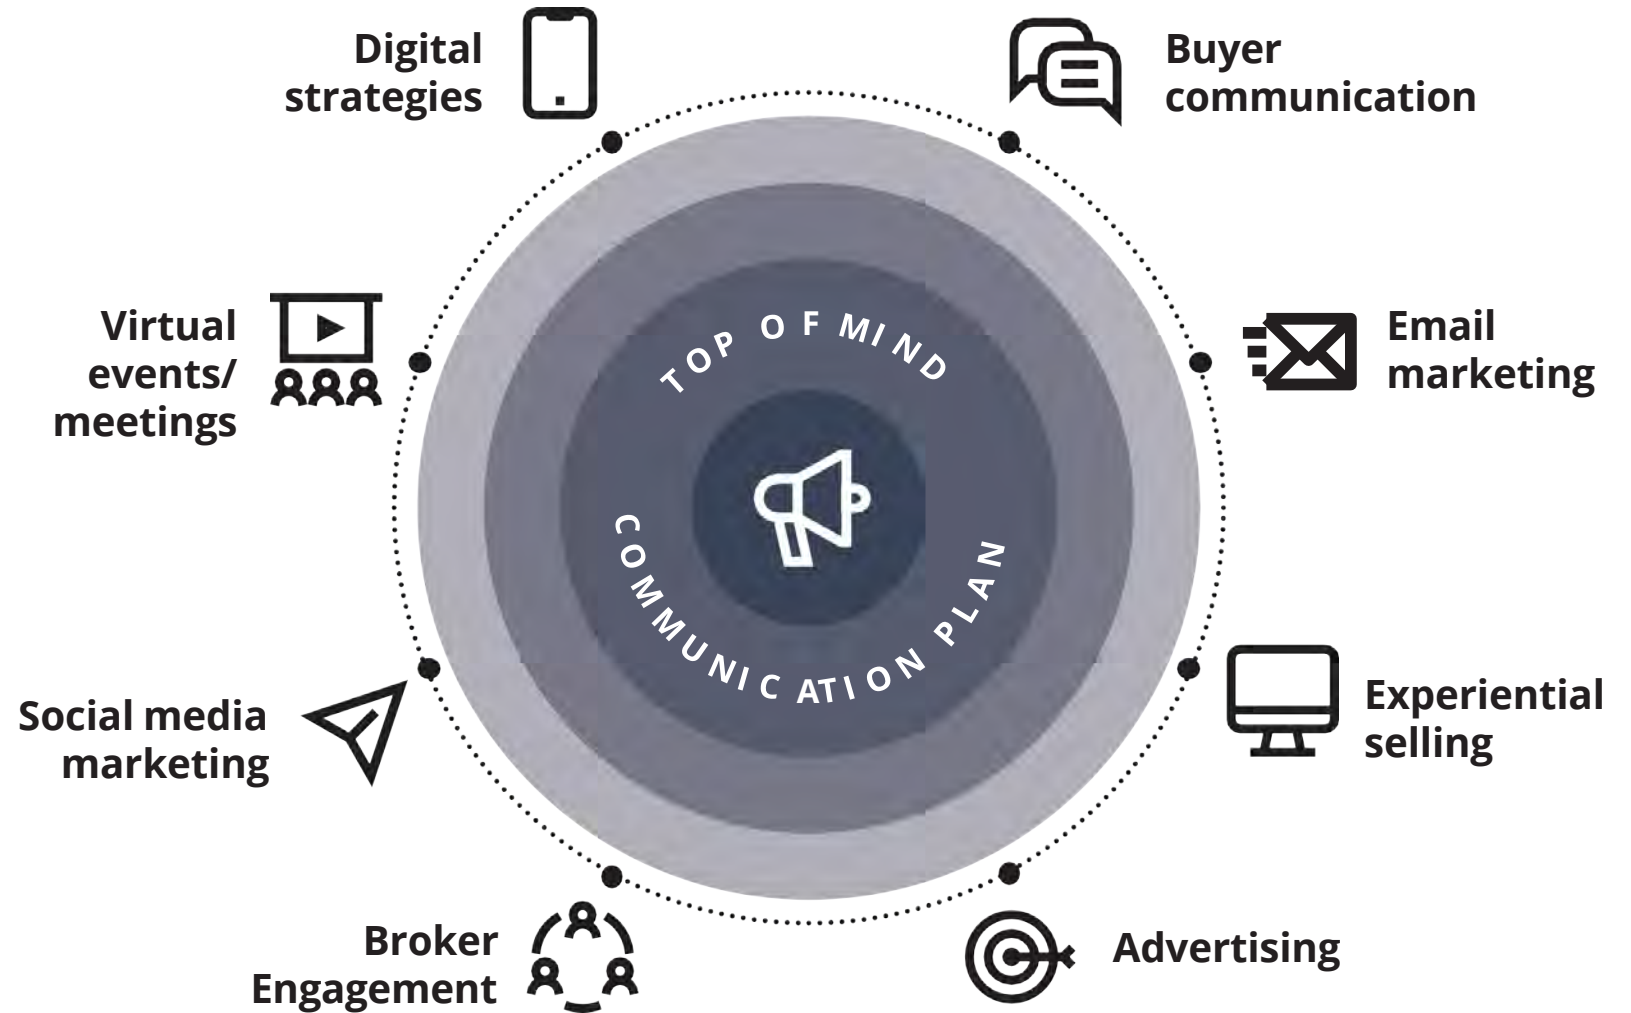 Digital
strategies
Buyer
communication
Virtual
events/
meetings
Email
marketing
TOP OF MIND
COMMUNICATION PLAN
Social media
marketing
Experiential
selling
Broker
Engagement
Advertising